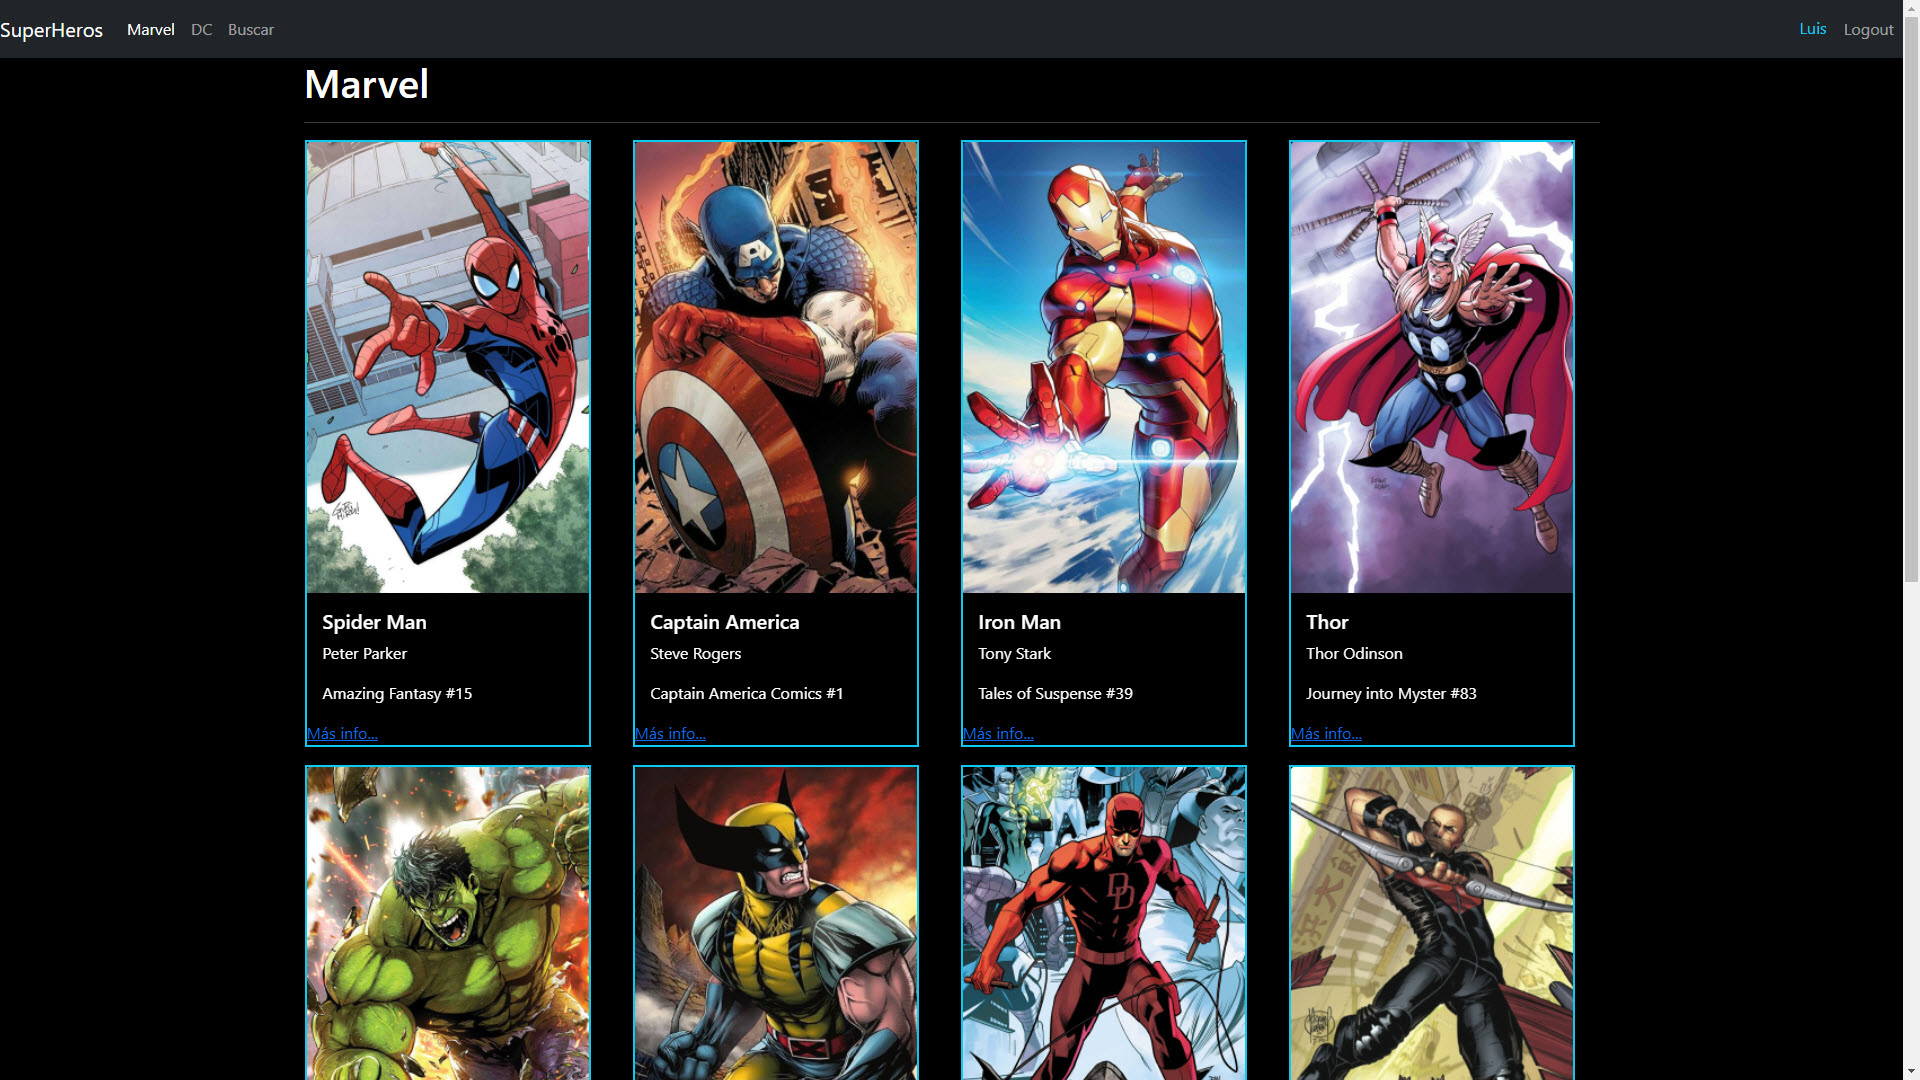 SuperHeros Marvel DC Buscar Luis Logout
Marvel
Spider Man
Peter Parker
Amazing Fantasy #15
Más info...
Captain America
Steve Rogers
Captain America Comics #1
Más info...
Iron Man
Tony Stark
Tales of Suspense #39
Más info...
Thor
Thor Odinson
Journey into Myster #83
Más info...